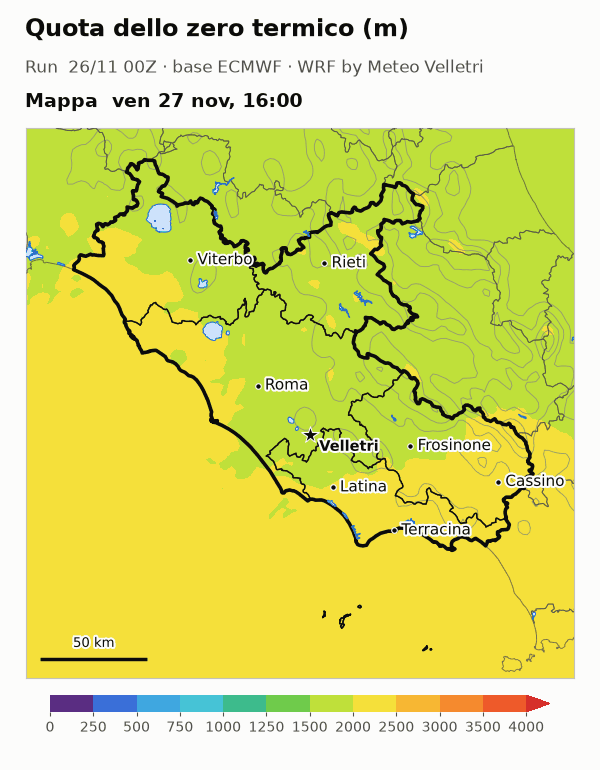 Quota dello zero termico (m)
Run  26/11 00Z · base ECMWF · WRF by Meteo Velletri
Mappa  ven 27 nov, 16:00
Viterbo
Rieti
Roma
Velletri
Frosinone
Cassino
Latina
Terracina
50 km
0 250 500 750 1000 1250 1500 2000 2500 3000 3500 4000